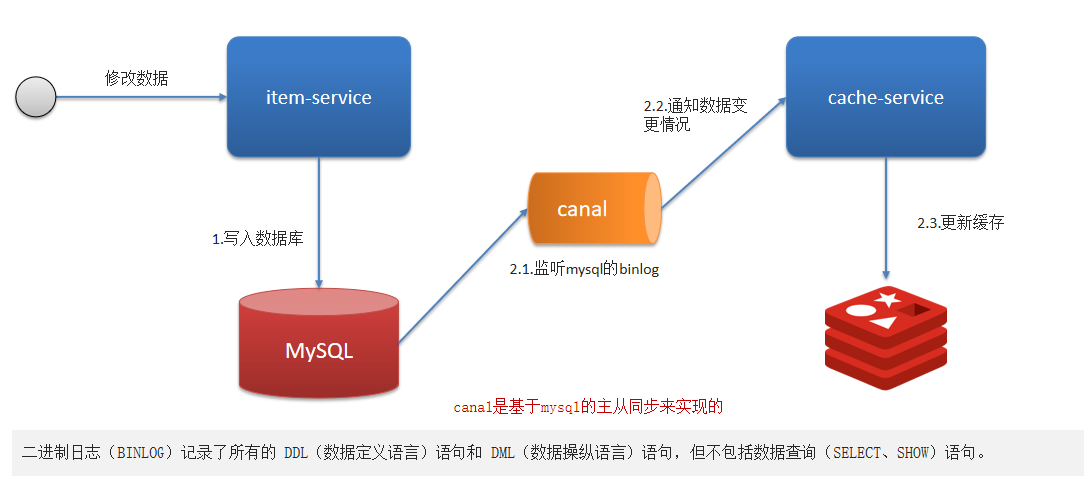 修改数据
item-service
cache-service
2.2.通知数据变
更情况
canal
1.写入数据库
2.3.更新缓存
2.1.监听mysql的binlog
MySQL
canal是基于mysql的主从同步来实现的
二进制日志（BINLOG）记录了所有的 DDL（数据定义语言）语句和 DML（数据操纵语言）语句，但不包括数据查询（SELECT、SHOW）语句。